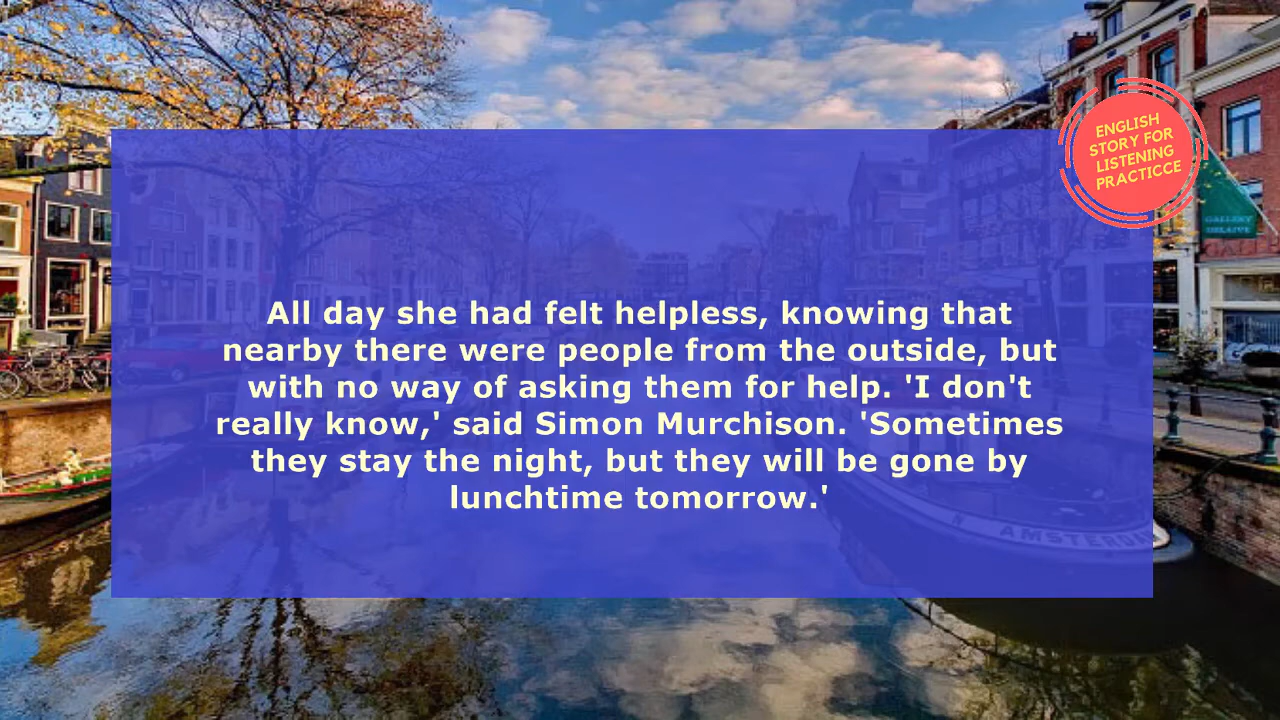 ENGLISH
STORY FOR
LISTENING
PRACTICCE
GALLERY
All day she had felt helpless, knowing that
nearby there were people from the outside, but
with no way of asking them for help. 'I don't
really know,' said Simon Murchison. 'Sometimes
they stay the night, but they will be gone by
lunchtime tomorrow.'
AMSTERDAM